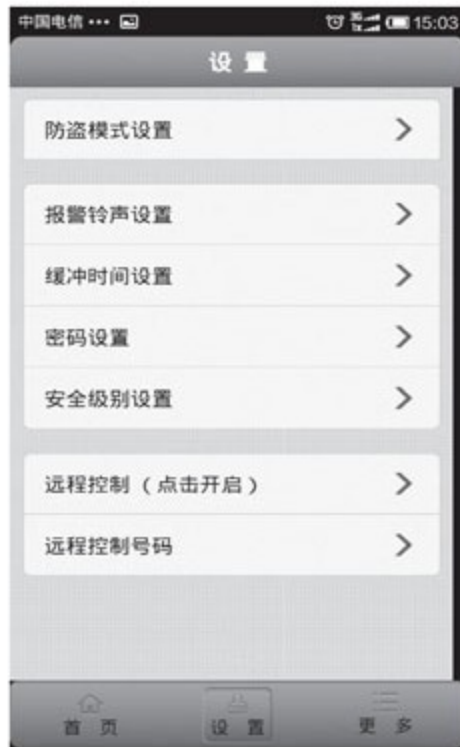 中国电信 ••• 3G 1X 15:03
设 置
防盗模式设置
报警铃声设置
缓冲时间设置
密码设置
安全级别设置
远程控制（点击开启）
远程控制号码
首 页 设 置 更 多